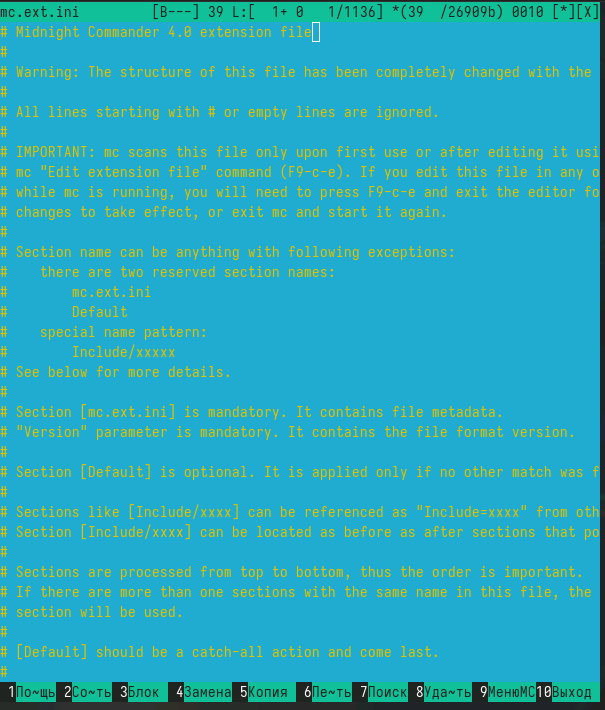 mc.ext.ini [B---] 39 L:[ 1+ 0 1/1136] *(39 /26909b) 0010 [*][X]
# Midnight Commander 4.0 extension file
#
# Warning: The structure of this file has been completely changed with the
#
# All lines starting with # or empty lines are ignored.
#
# IMPORTANT: mc scans this file only upon first use or after editing it usi
# mc "Edit extension file" command (F9-c-e). If you edit this file in any o
# while mc is running, you will need to press F9-c-e and exit the editor fo
# changes to take effect, or exit mc and start it again.
#
# Section name can be anything with following exceptions:
# there are two reserved section names:
# mc.ext.ini
# Default
# special name pattern:
# Include/xxxxx
# See below for more details.
#
# Section [mc.ext.ini] is mandatory. It contains file metadata.
# "Version" parameter is mandatory. It contains the file format version.
#
# Section [Default] is optional. It is applied only if no other match was f
#
# Sections like [Include/xxxx] can be referenced as "Include=xxxx" from oth
# Section [Include/xxxx] can be located as before as after sections that po
#
# Sections are processed from top to bottom, thus the order is important.
# If there are more than one sections with the same name in this file, the
# section will be used.
#
# [Default] should be a catch-all action and come last.
#
1По~щь 2Со~ть 3Блок 4Замена 5Копия 6Пе~ть 7Поиск 8Уда~ть 9МенюMC 10Выход